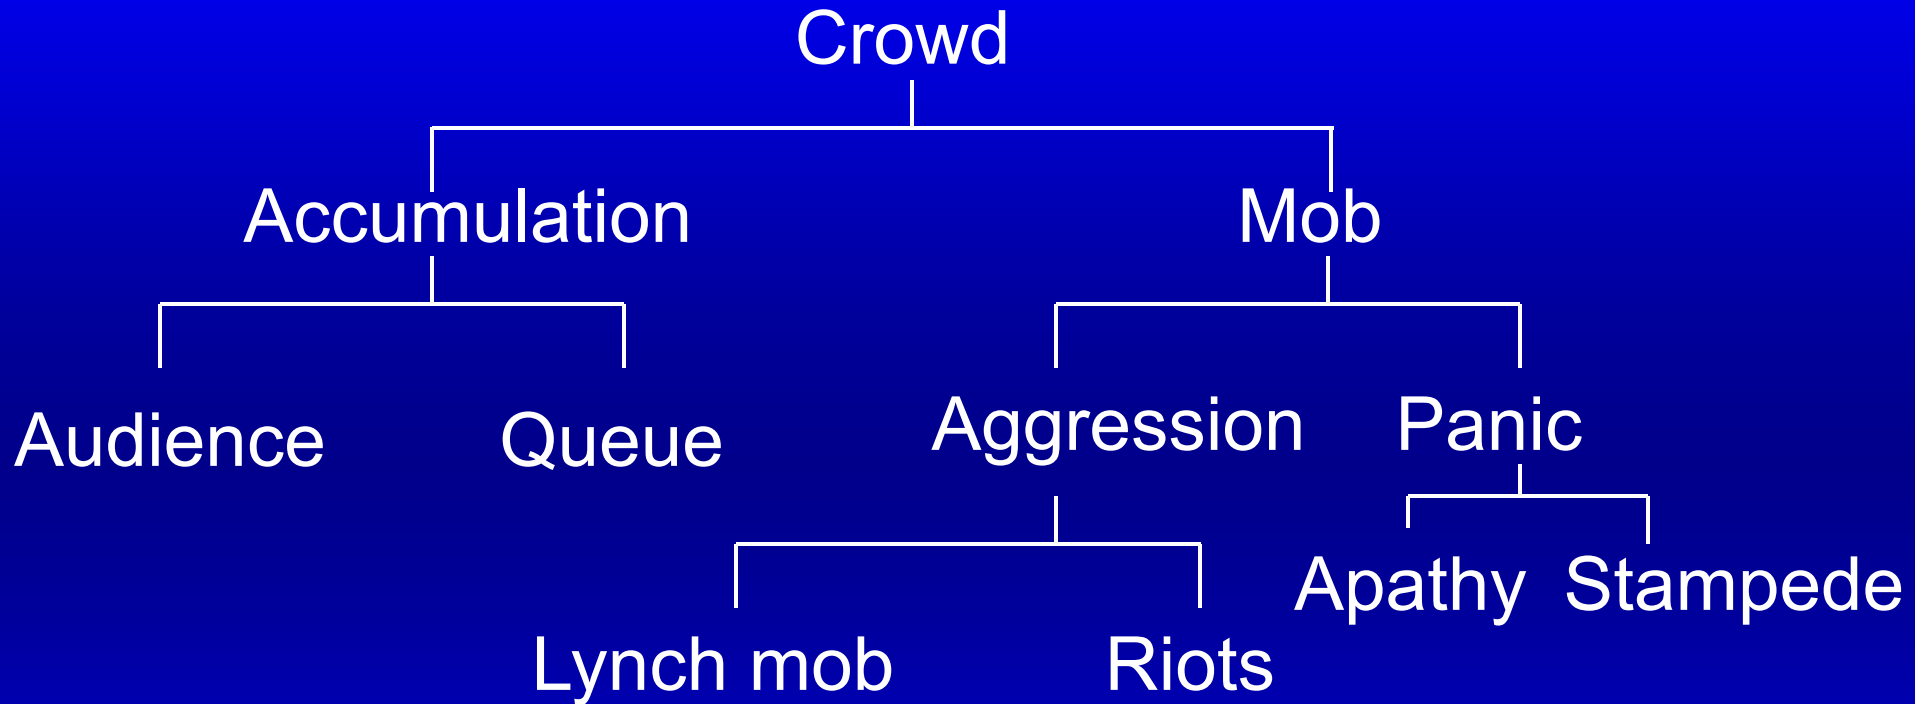 Crowd
Accumulation Mob
Audience Queue Aggression Panic
Apathy Stampede
Lynch mob Riots